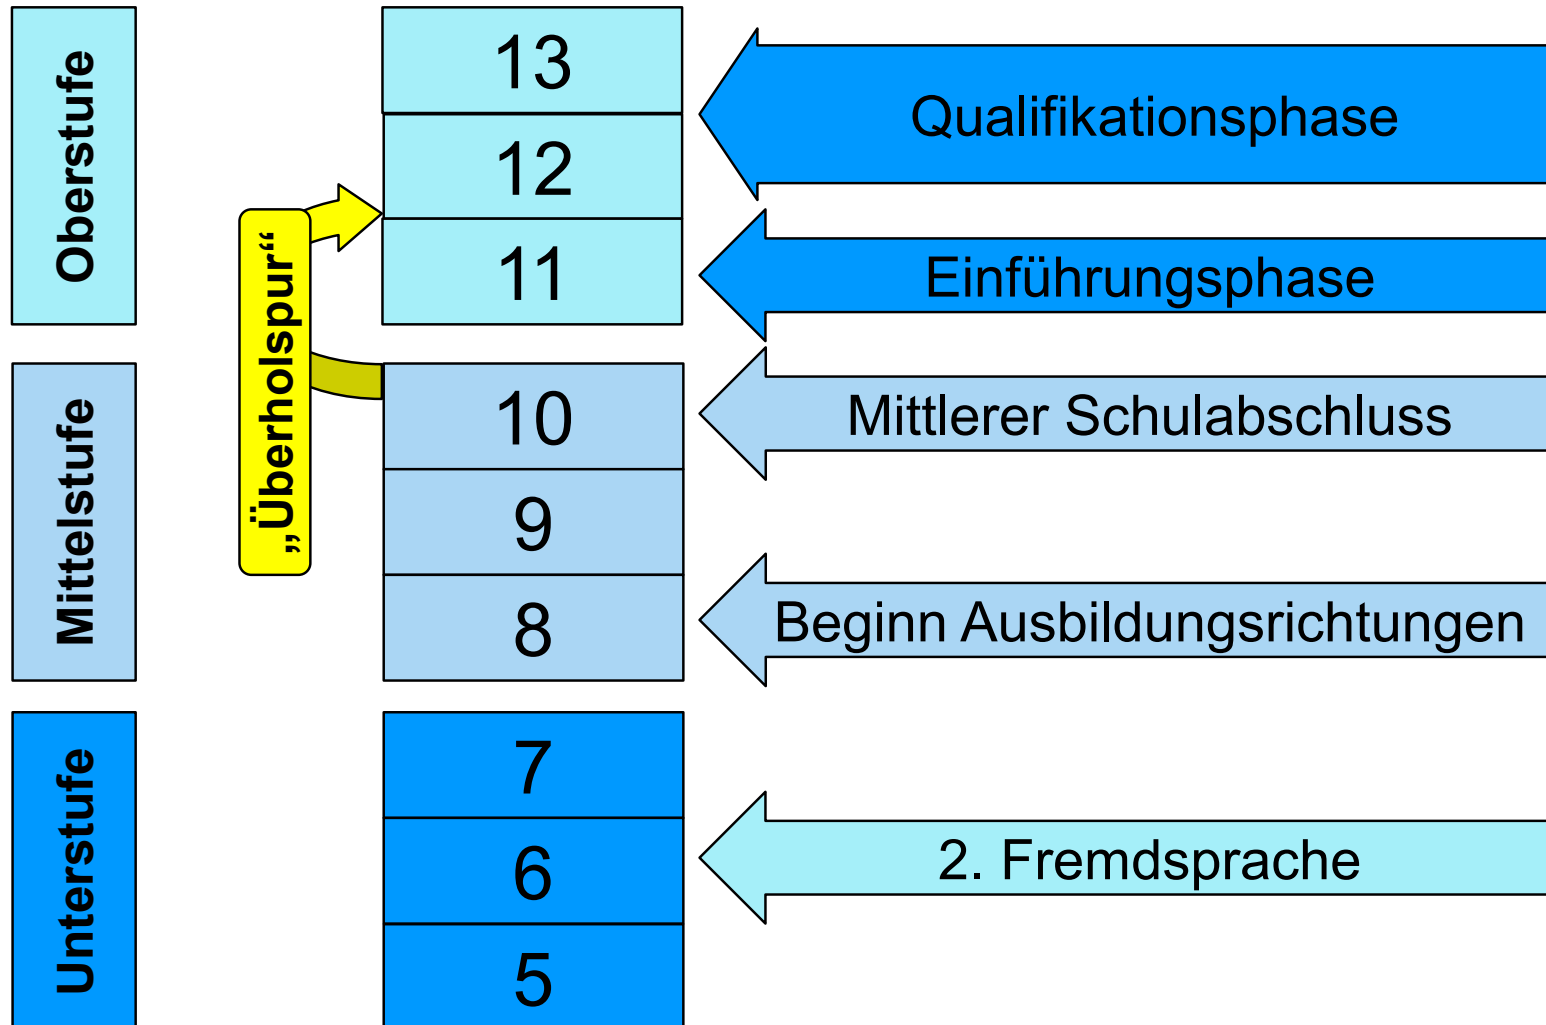 Oberstufe
13
Qualifikationsphase
12
11
Einführungsphase
„Überholspur“
Mittelstufe
10
Mittlerer Schulabschluss
9
8
Beginn Ausbildungsrichtungen
Unterstufe
7
6
2. Fremdsprache
5